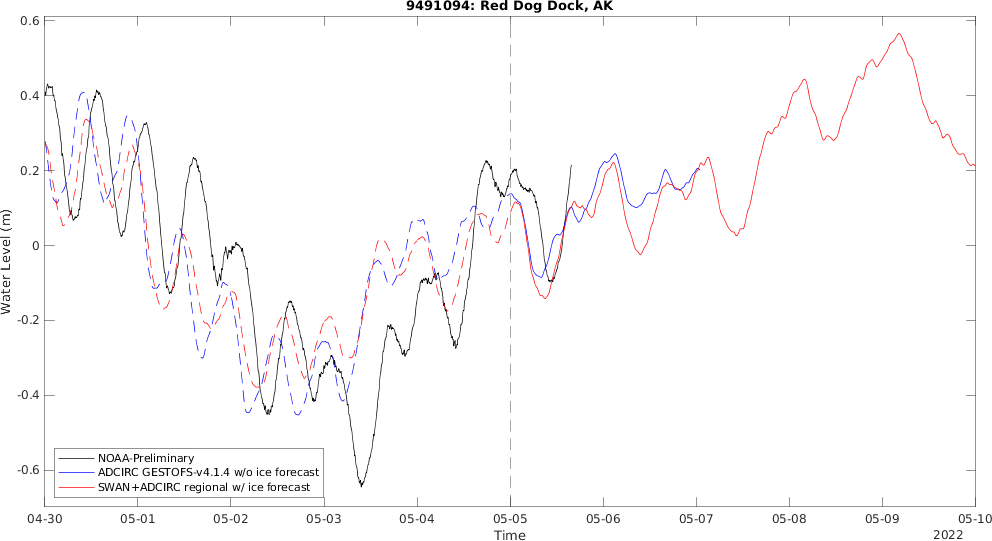 9491094: Red Dog Dock, AK
0.6
0.4
0.2
0
-0.2
-0.4
-0.6
Water Level (m)
NOAA-Preliminary
ADCIRC GESTOFS-v4.1.4 w/o ice forecast
SWAN+ADCIRC regional w/ ice forecast
04-30 05-01 05-02 05-03 05-04 05-05 05-06 05-07 05-08 05-09 05-10
Time
2022